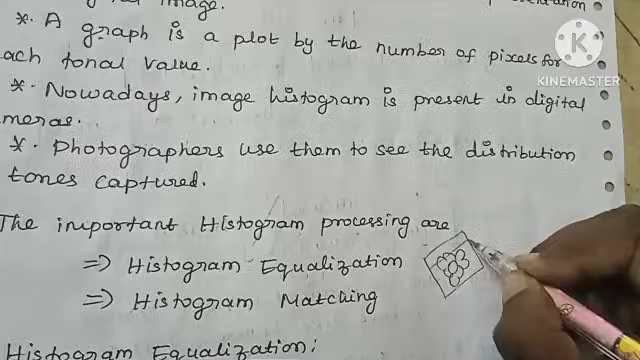 image.
* A graph is a plot by the number of pixels for
ach tonal value.
* Nowadays, image histogram is present in digital
meras.
* Photographers use them to see the distribution
tones captured.
The important Histogram processing are
=> Histogram Equalization
=> Histogram Matching
Histogram Equalization:
KINEMASTER